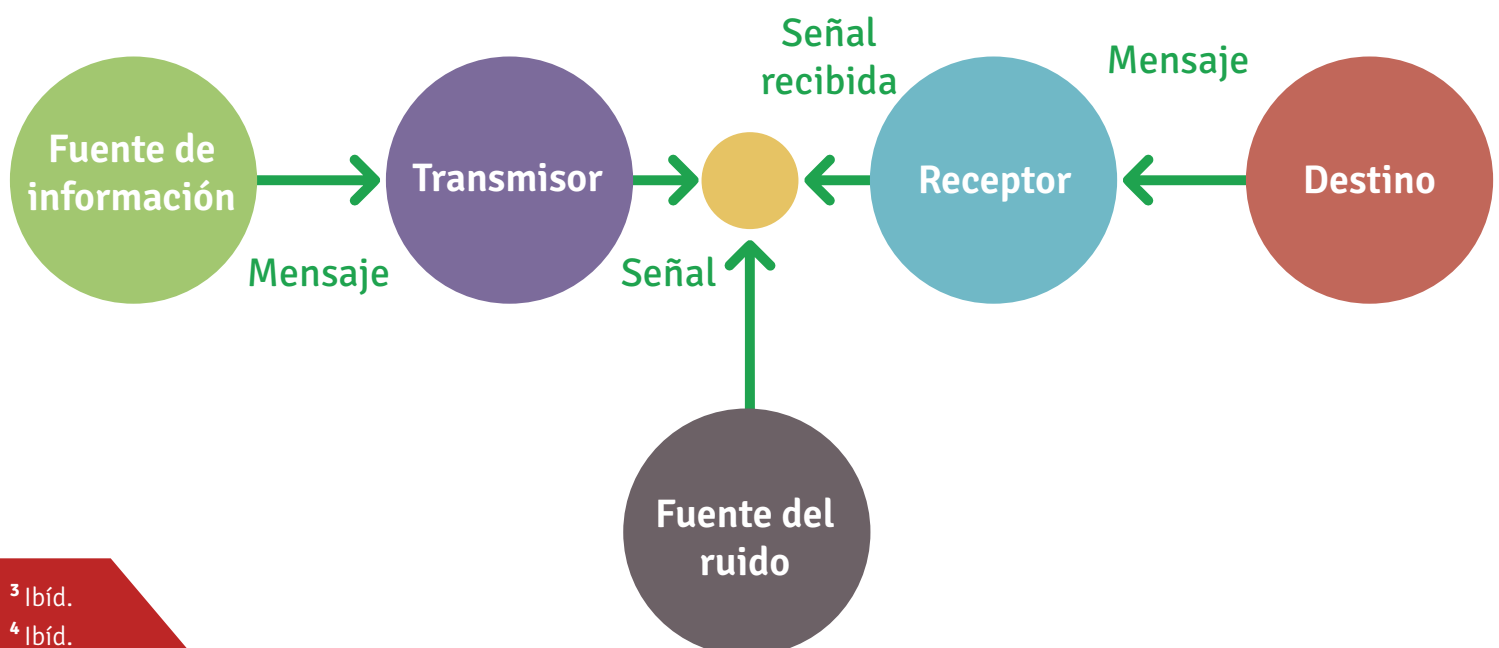 Señal
recibida
Mensaje
Fuente de
información
Transmisor
Receptor
Destino
Mensaje
Señal
Fuente del
ruido
3 Ibíd.
4 Ibíd.